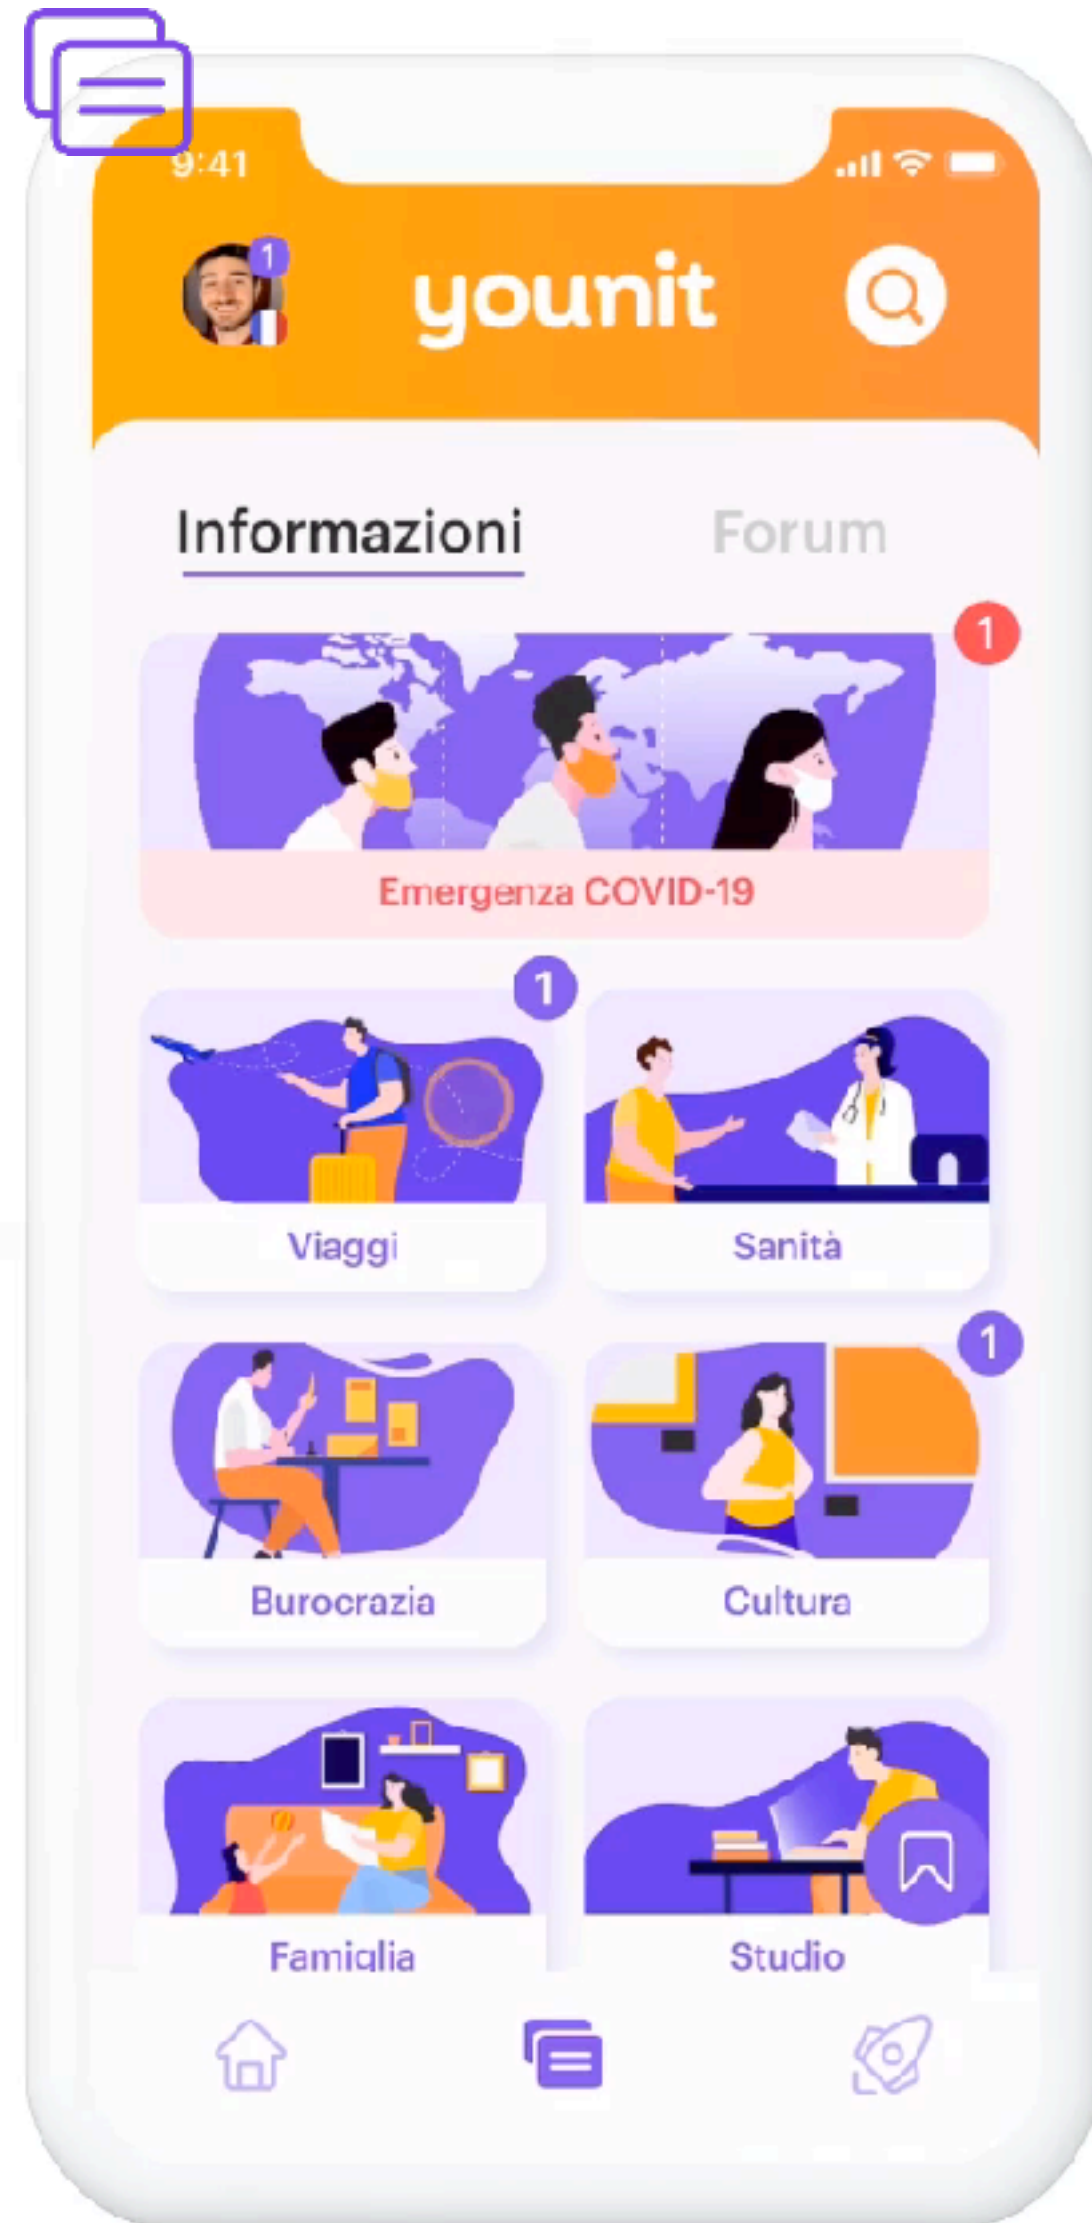 9:41
1
younit
Informazioni Forum
1
Emergenza COVID-19
1
Viaggi Sanità
1
Burocrazia Cultura
Famiglia Studio